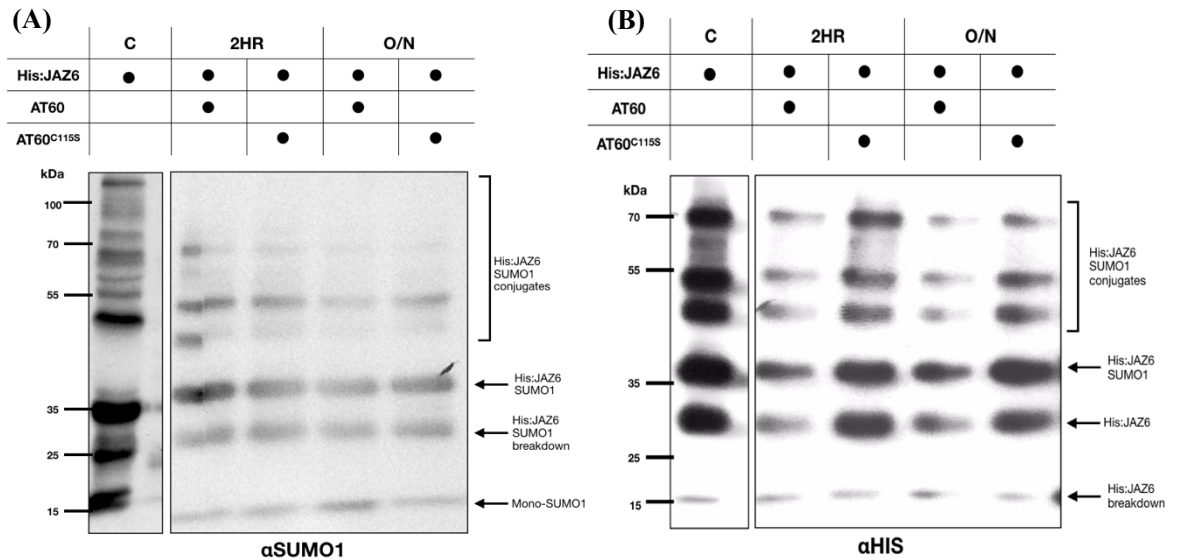 (A)
C 2HR O/N
His:JAZ6
AT60
AT60C115S
kDa
100
70
55
35
25
15
His:JAZ6
SUMO1
conjugates
His:JAZ6
SUMO1
His:JAZ6
SUMO1
breakdown
Mono-SUMO1
αSUMO1
(B)
C 2HR O/N
His:JAZ6
AT60
AT60C115S
kDa
70
55
35
25
15
His:JAZ6
SUMO1
conjugates
His:JAZ6
SUMO1
His:JAZ6
His:JAZ6
breakdown
αHIS